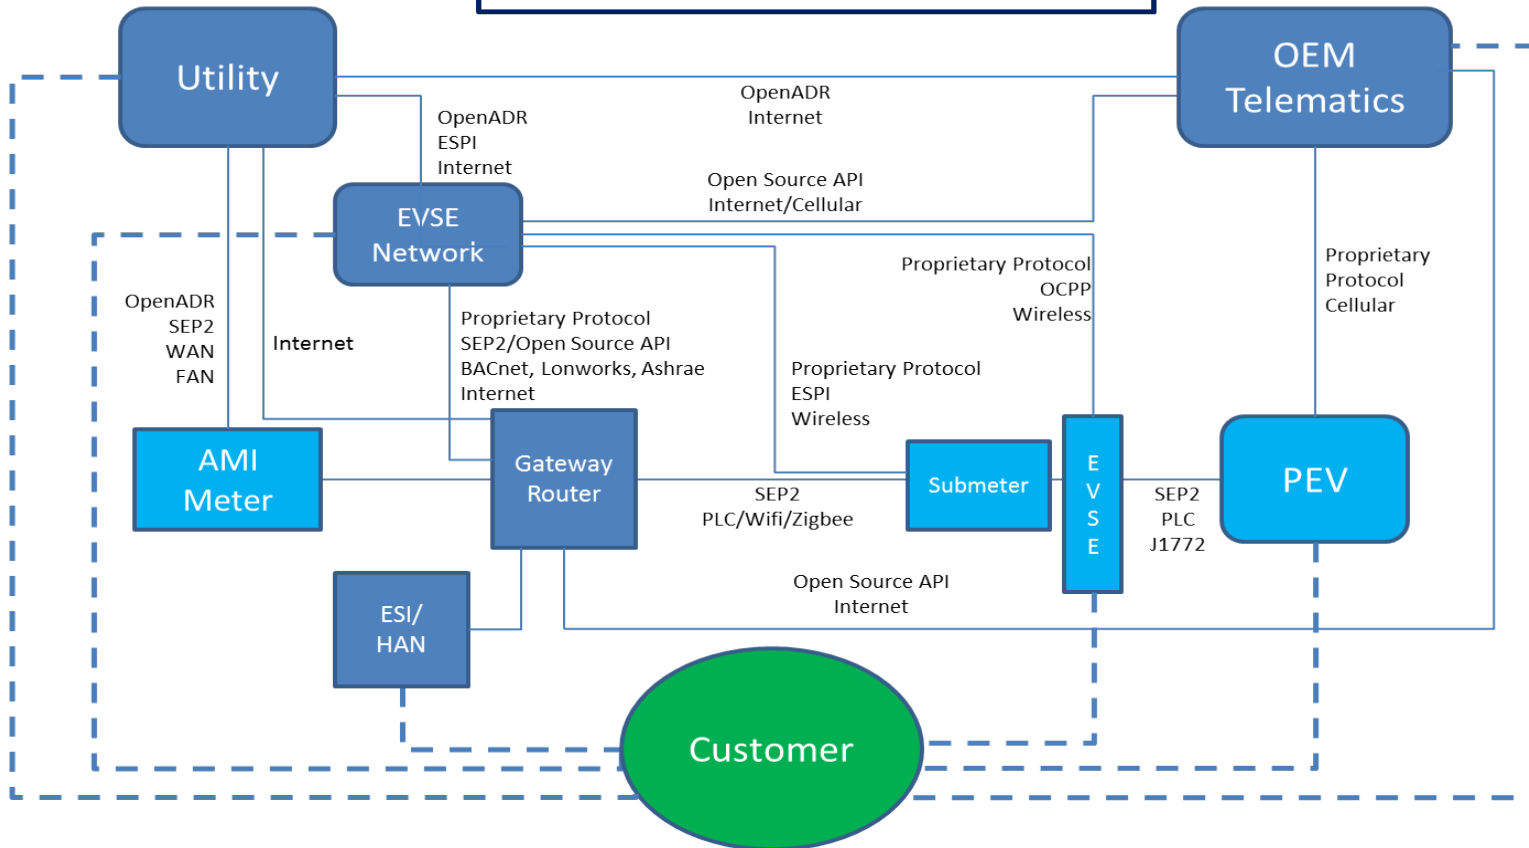 Utility
OEM
Telematics
OpenADR
Internet
OpenADR
ESPI
Internet
Open Source API
Internet/Cellular
EVSE
Network
Proprietary Protocol
OCPP
Wireless
Proprietary
Protocol
Cellular
OpenADR
SEP2
WAN
FAN
Internet
Proprietary Protocol
SEP2/Open Source API
BACnet, Lonworks, Ashrae
Internet
Proprietary Protocol
ESPI
Wireless
AMI
Meter
Gateway
Router
SEP2
PLC/Wifi/Zigbee
Submeter
E
V
S
E
SEP2
PLC
J1772
PEV
Open Source API
Internet
ESI/
HAN
Customer